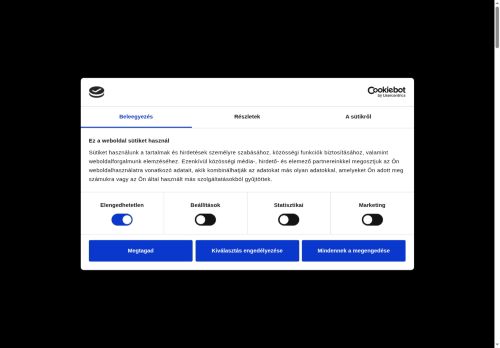 Cookiebot
by Usercentrics
Beleegyezés
Részletek
A sütikről
Ez a weboldal sütiket használ
Sütiket használunk a tartalmak és hirdetések személyre szabásához, közösségi funkciók biztosításához, valamint
weboldalforgalmunk elemzéséhez. Ezenkívül közösségi média-, hirdető- és elemező partnereinkkel megosztjuk az Ön
weboldalhasználatra vonatkozó adatait, akik kombinálhatják az adatokat más olyan adatokkal, amelyeket Ön adott meg
számukra vagy az Ön által használt más szolgáltatásokból gyűjtöttek.
Elengedhetetlen
Beállítások
Statisztikai
Marketing
Megtagad
Kiválasztás engedélyezése
Mindennek a megengedése